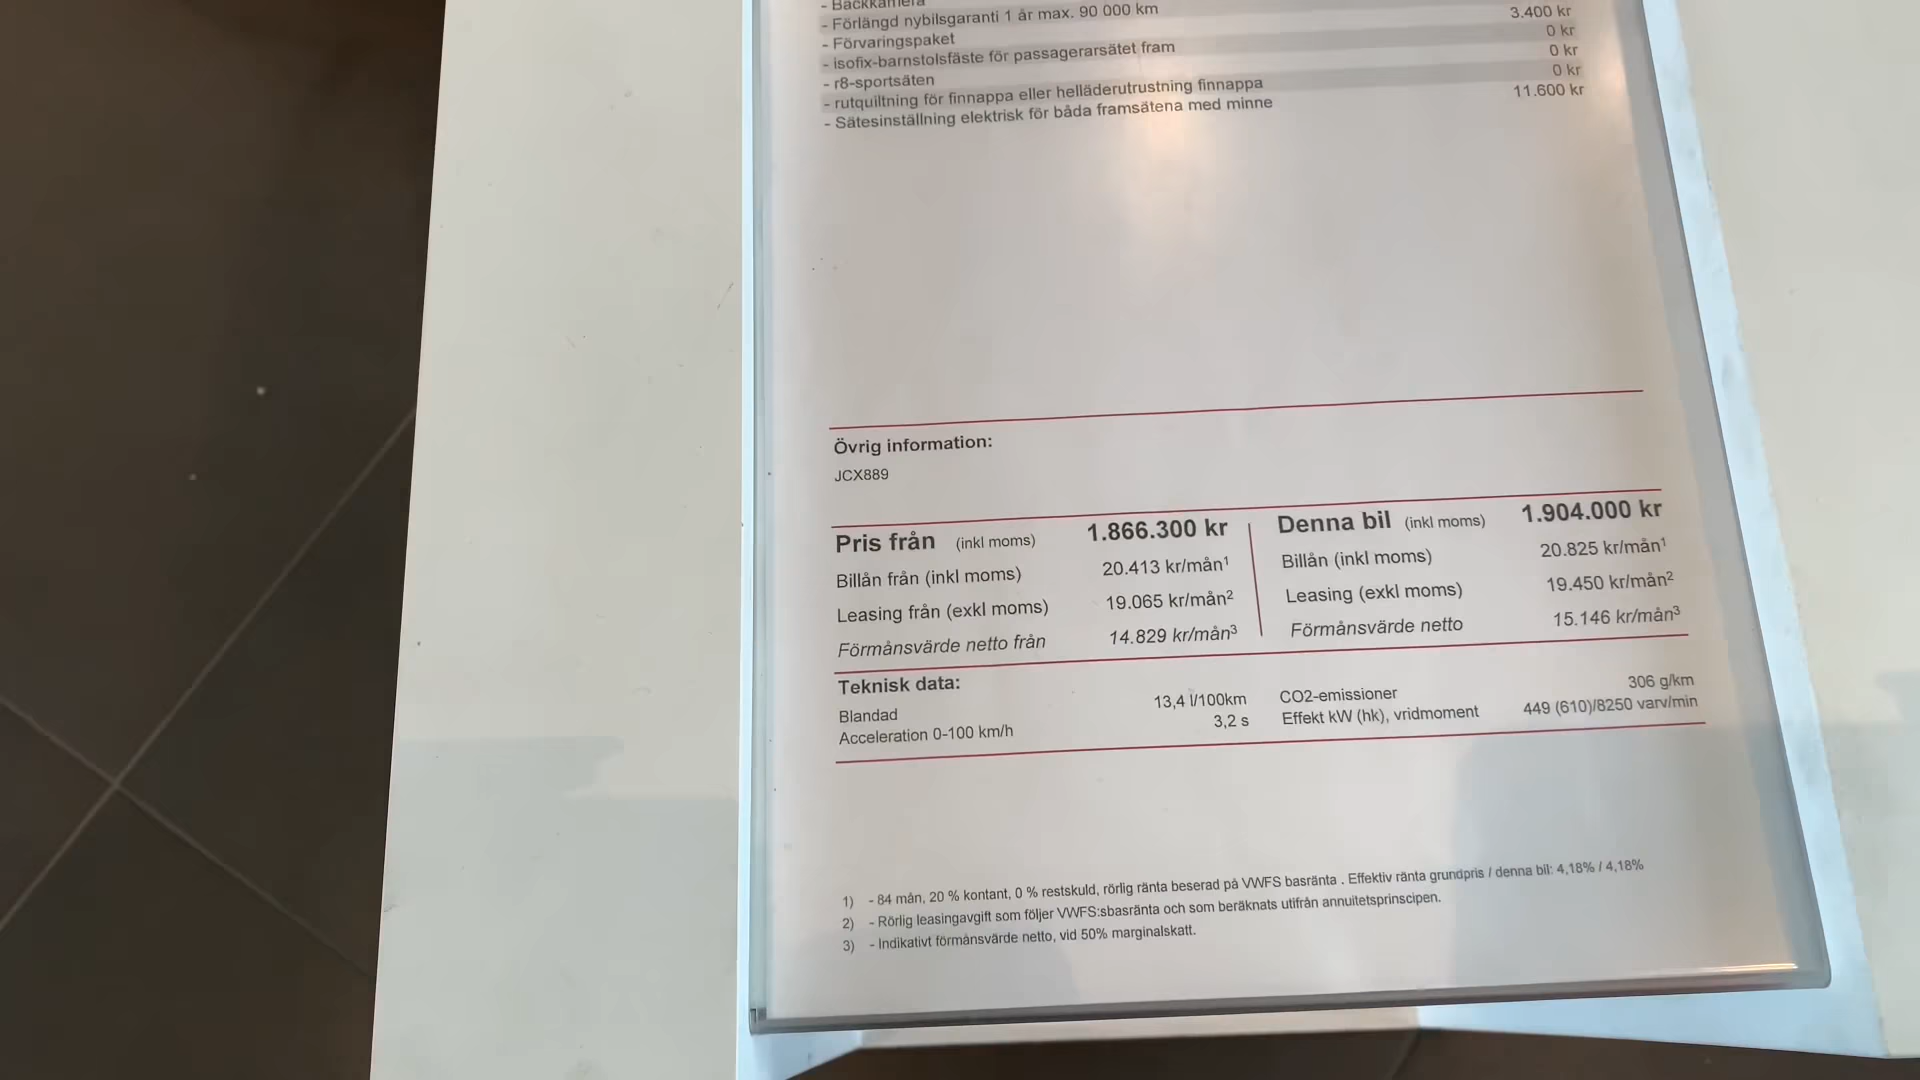 - Backkamera
- Förlängd nybilsgaranti 1 år max. 90 000 km 3.400 kr
- Förvaringspaket 0 kr
- isofix-barnstolsfäste för passagerarsätet fram 0 kr
- r8-sportsäten 0 kr
- rutquiltning för finnappa eller helläderutrustning finnappa 11.600 kr
- Sätesinställning elektrisk för båda framsätena med minne
Övrig information:
JCX889
Pris från (inkl moms) 1.866.300 kr Denna bil (inkl moms) 1.904.000 kr
Billån från (inkl moms) 20.413 kr/mån1 Billån (inkl moms) 20.825 kr/mån1
Leasing från (exkl moms) 19.065 kr/mån2 Leasing (exkl moms) 19.450 kr/mån2
Förmånsvärde netto från 14.829 kr/mån3 Förmånsvärde netto 15.146 kr/mån3
Teknisk data:
Blandad 13,4 l/100km CO2-emissioner 306 g/km
Acceleration 0-100 km/h 3,2 s Effekt kW (hk), vridmoment 449 (610)/8250 varv/min
1) - 84 mån, 20 % kontant, 0 % restskuld, rörlig ränta beserad på VWFS basränta . Effektiv ränta grundpris / denna bil: 4,18% / 4,18%
2) - Rörlig leasingavgift som följer VWFS:sbasränta och som beräknats utifrån annuitetsprinscipen.
3) - Indikativt förmånsvärde netto, vid 50% marginalskatt.